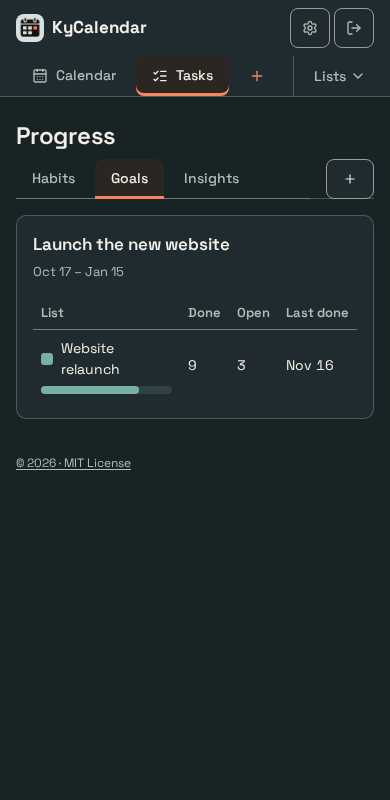 KyCalendar
Calendar Tasks + Lists
Progress
Habits Goals Insights +
Launch the new website
Oct 17 – Jan 15
List Done Open Last done
Website
relaunch 9 3 Nov 16
© 2026 · MIT License